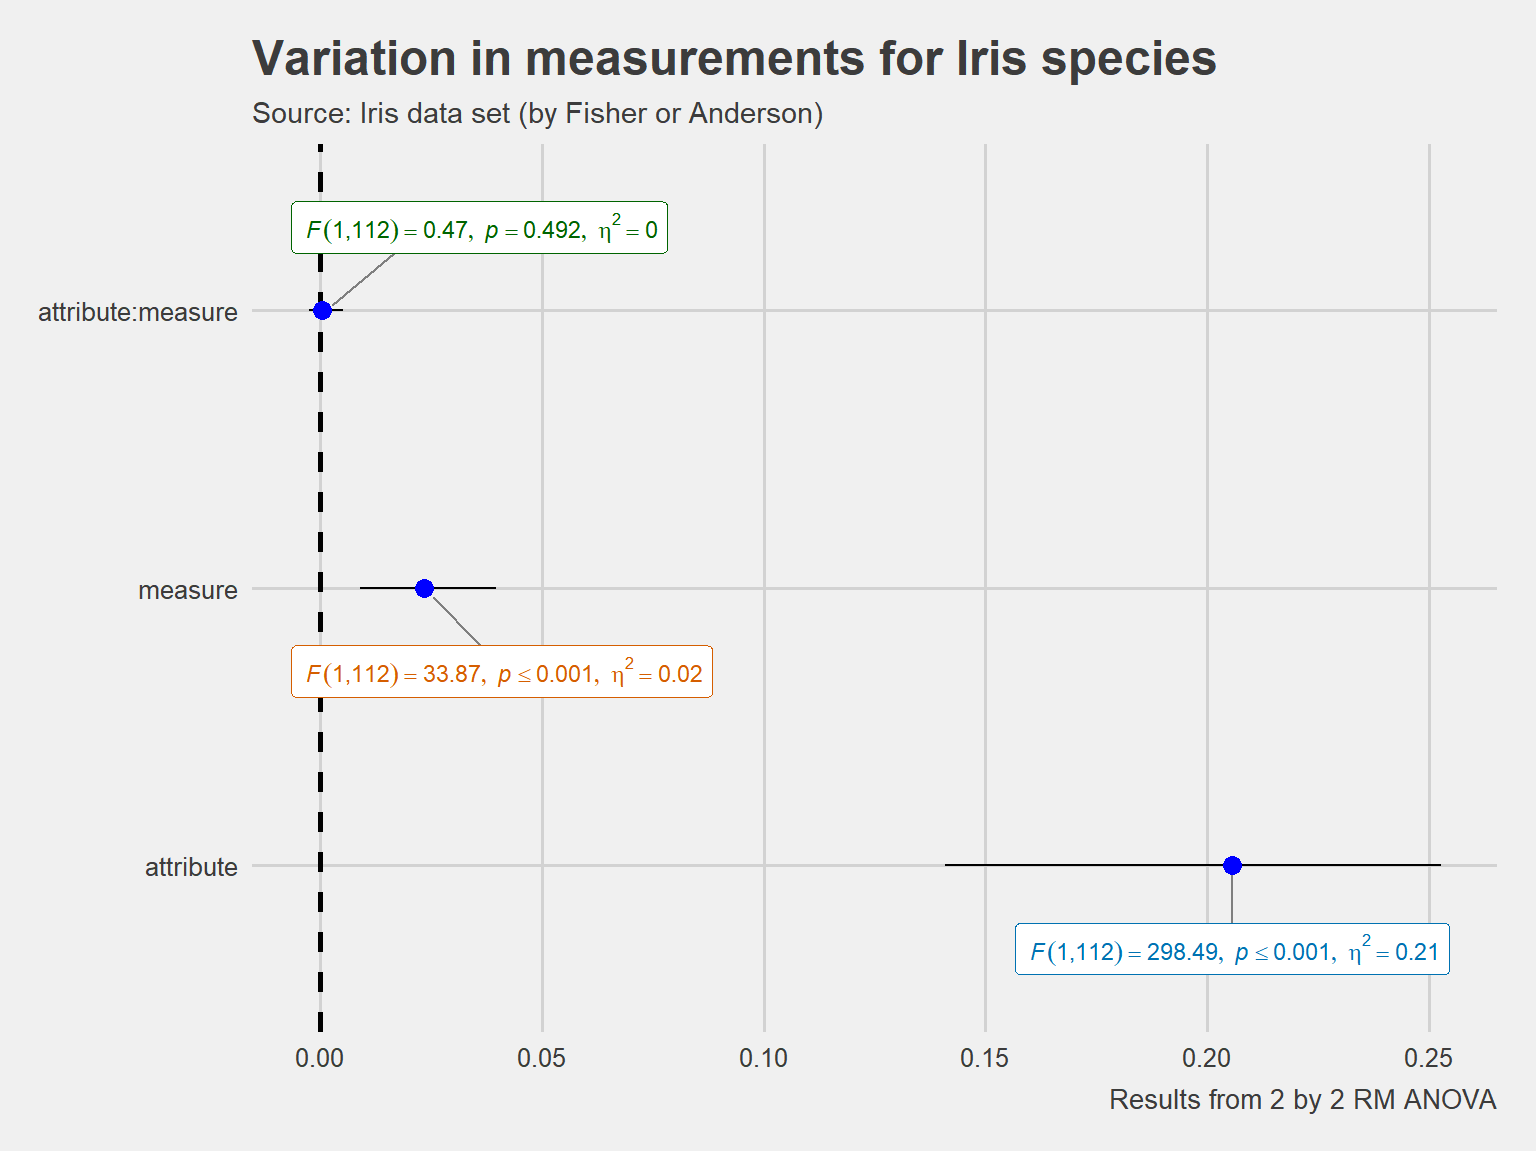 Variation in measurements for Iris species
Source: Iris data set (by Fisher or Anderson)
F(1,112) = 0.47, p = 0.492, η² = 0
attribute:measure
measure
F(1,112) = 33.87, p ≤ 0.001, η² = 0.02
attribute
F(1,112) = 298.49, p ≤ 0.001, η² = 0.21
0.00 0.05 0.10 0.15 0.20 0.25
Results from 2 by 2 RM ANOVA